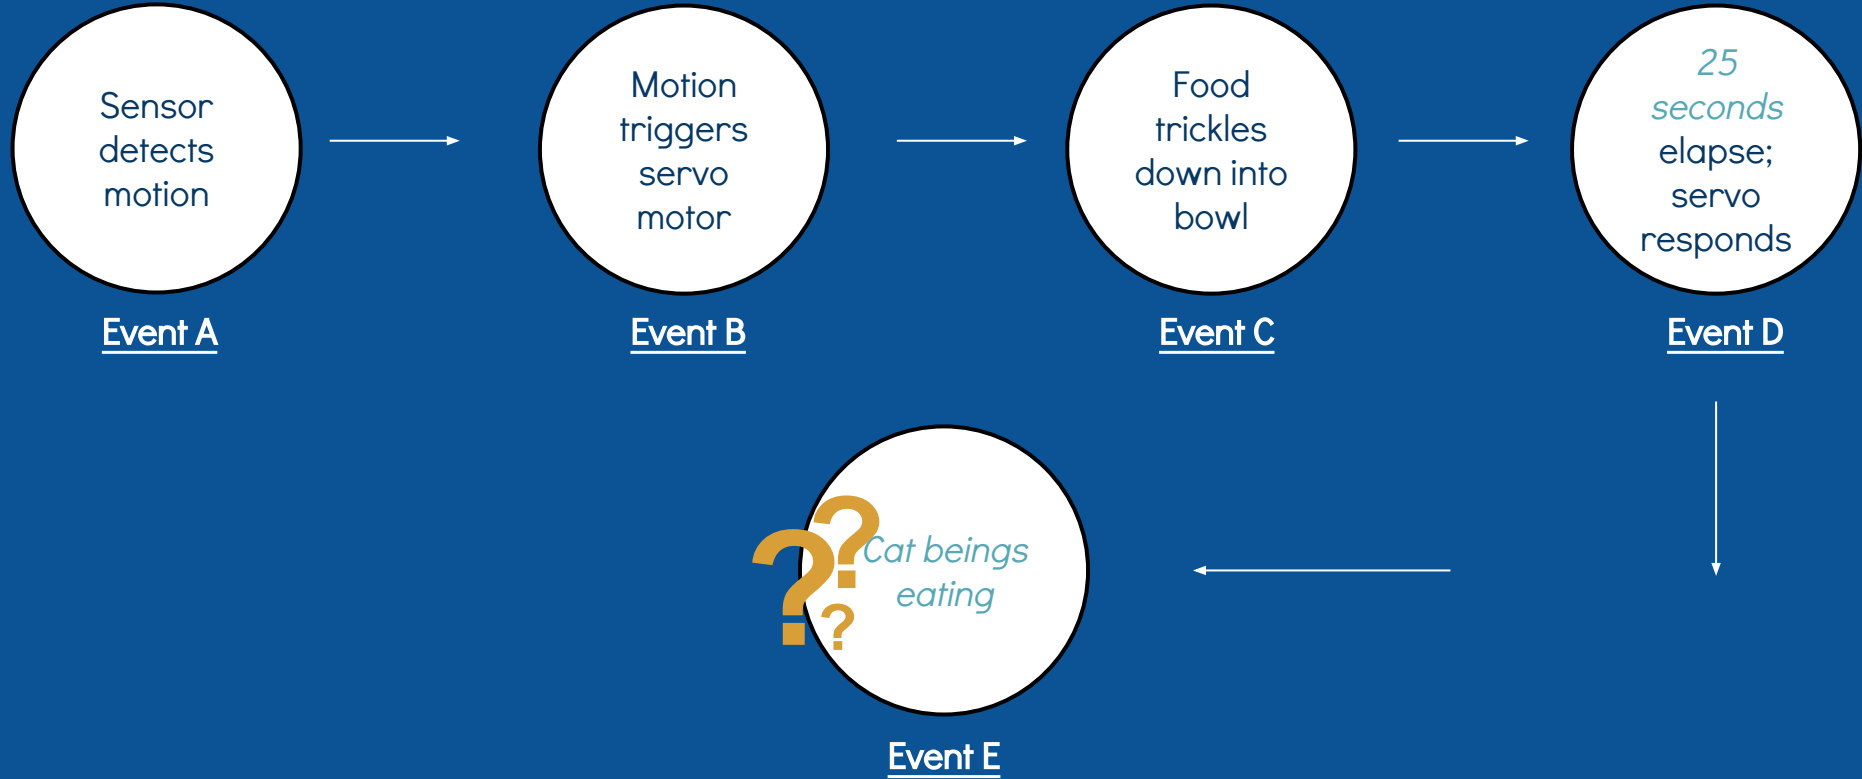 Sensor
detects
motion
Event A
Motion
triggers
servo
motor
Event B
Food
trickles
down into
bowl
Event C
25
seconds
elapse;
servo
responds
Event D
?
?
?
Cat beings
eating
Event E